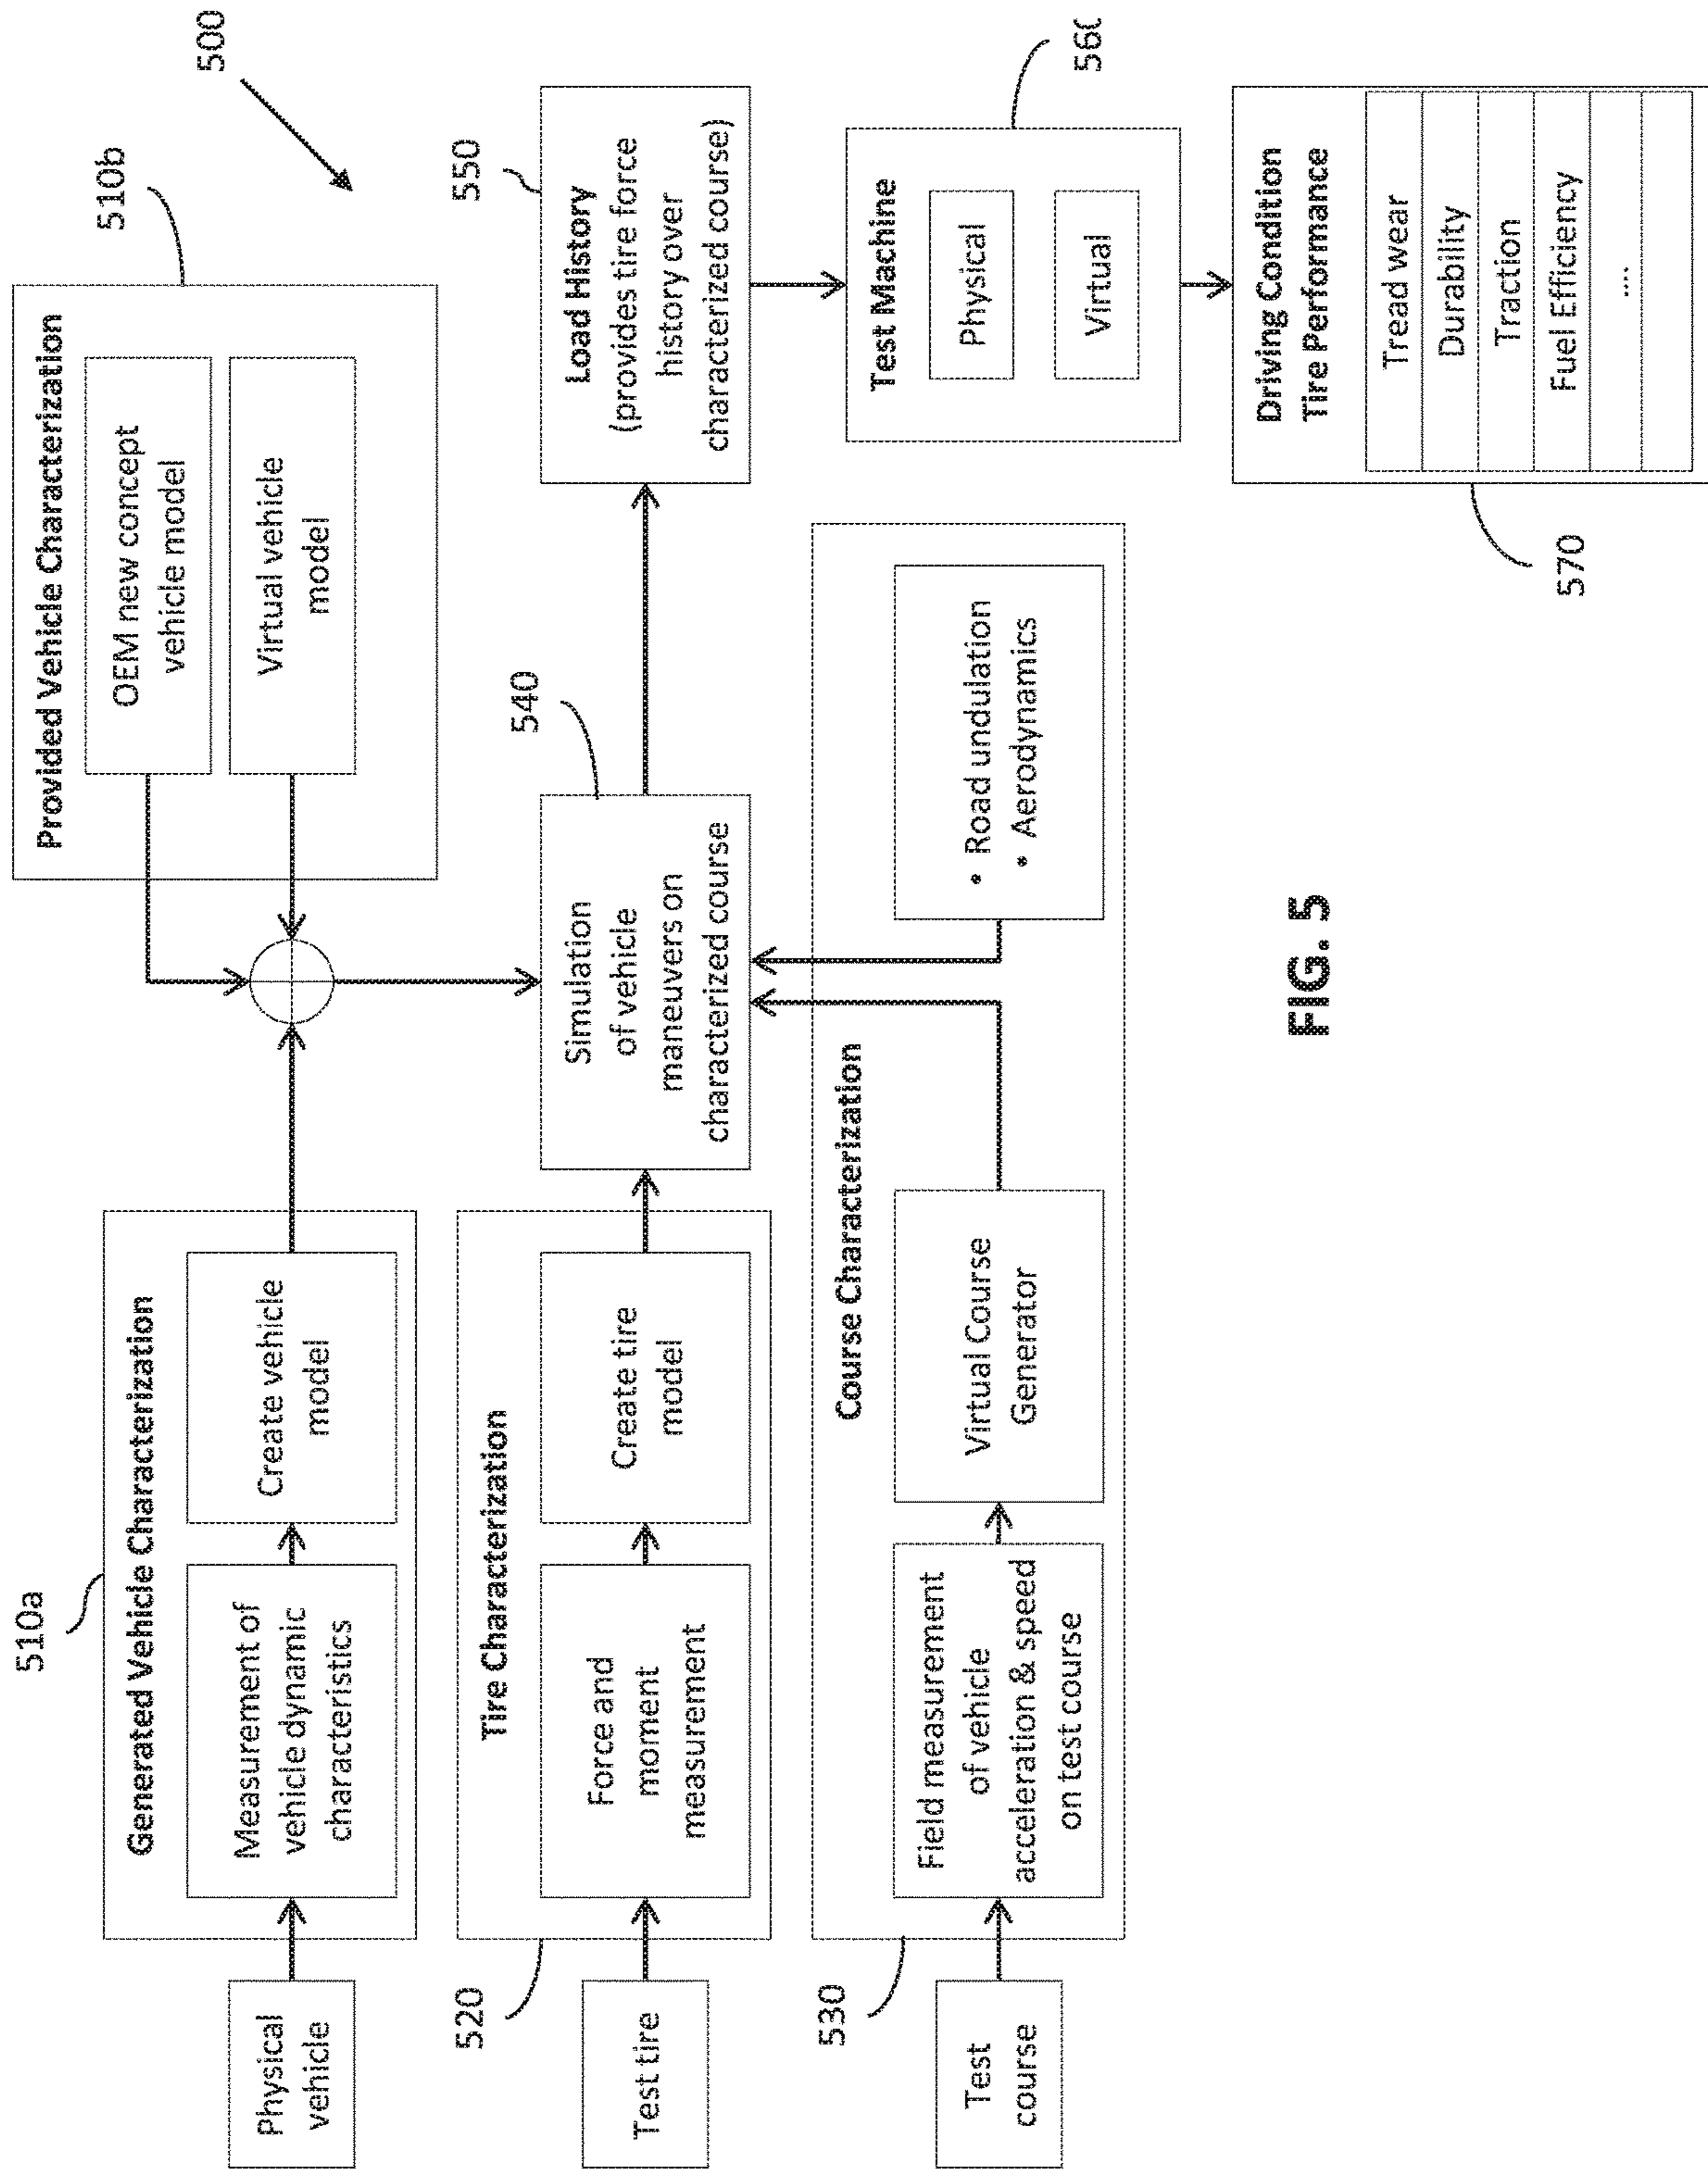 500
510a
510b
Generated Vehicle Characterization
Provided Vehicle Characterization
Physical
vehicle
Measurement of
vehicle dynamic
characteristics
Create vehicle
model
OEM new concept
vehicle model
Virtual vehicle
model
520
Tire Characterization
Test tire
Force and
moment
measurement
Create tire
model
540
Simulation
of vehicle
maneuvers on
characterized course
550
Load History
(provides tire force
history over
characterized course)
530
Course Characterization
Test
course
Field measurement
of vehicle
acceleration & speed
on test course
Virtual Course
Generator
• Road undulation
• Aerodynamics
Test Machine
Physical
Virtual
Driving Condition
Tire Performance
Tread wear
Durability
Traction
Fuel Efficiency
....
570
FIG. 5